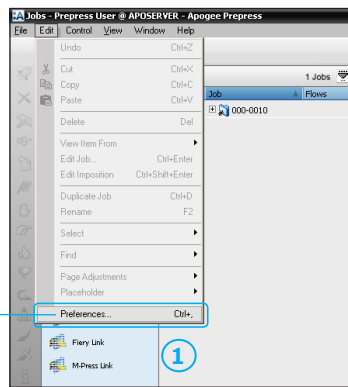 Jobs - Prepress User @ APOSERVER - Apogee Prepress
File Edit Control View Window Help
Undo Ctrl+Z
Cut Ctrl+X
Copy Ctrl+C
Paste Ctrl+V
Delete Del
View Item From
Edit Job... Ctrl+Enter
Edit Imposition Ctrl+Shift+Enter
Duplicate Job Ctrl+D
Rename F2
Select
Find
Page Adjustments
Placeholder
Preferences... Ctrl+,
1 Jobs
Job Flows
000-0010
Fiery Link
M-Press Link
1